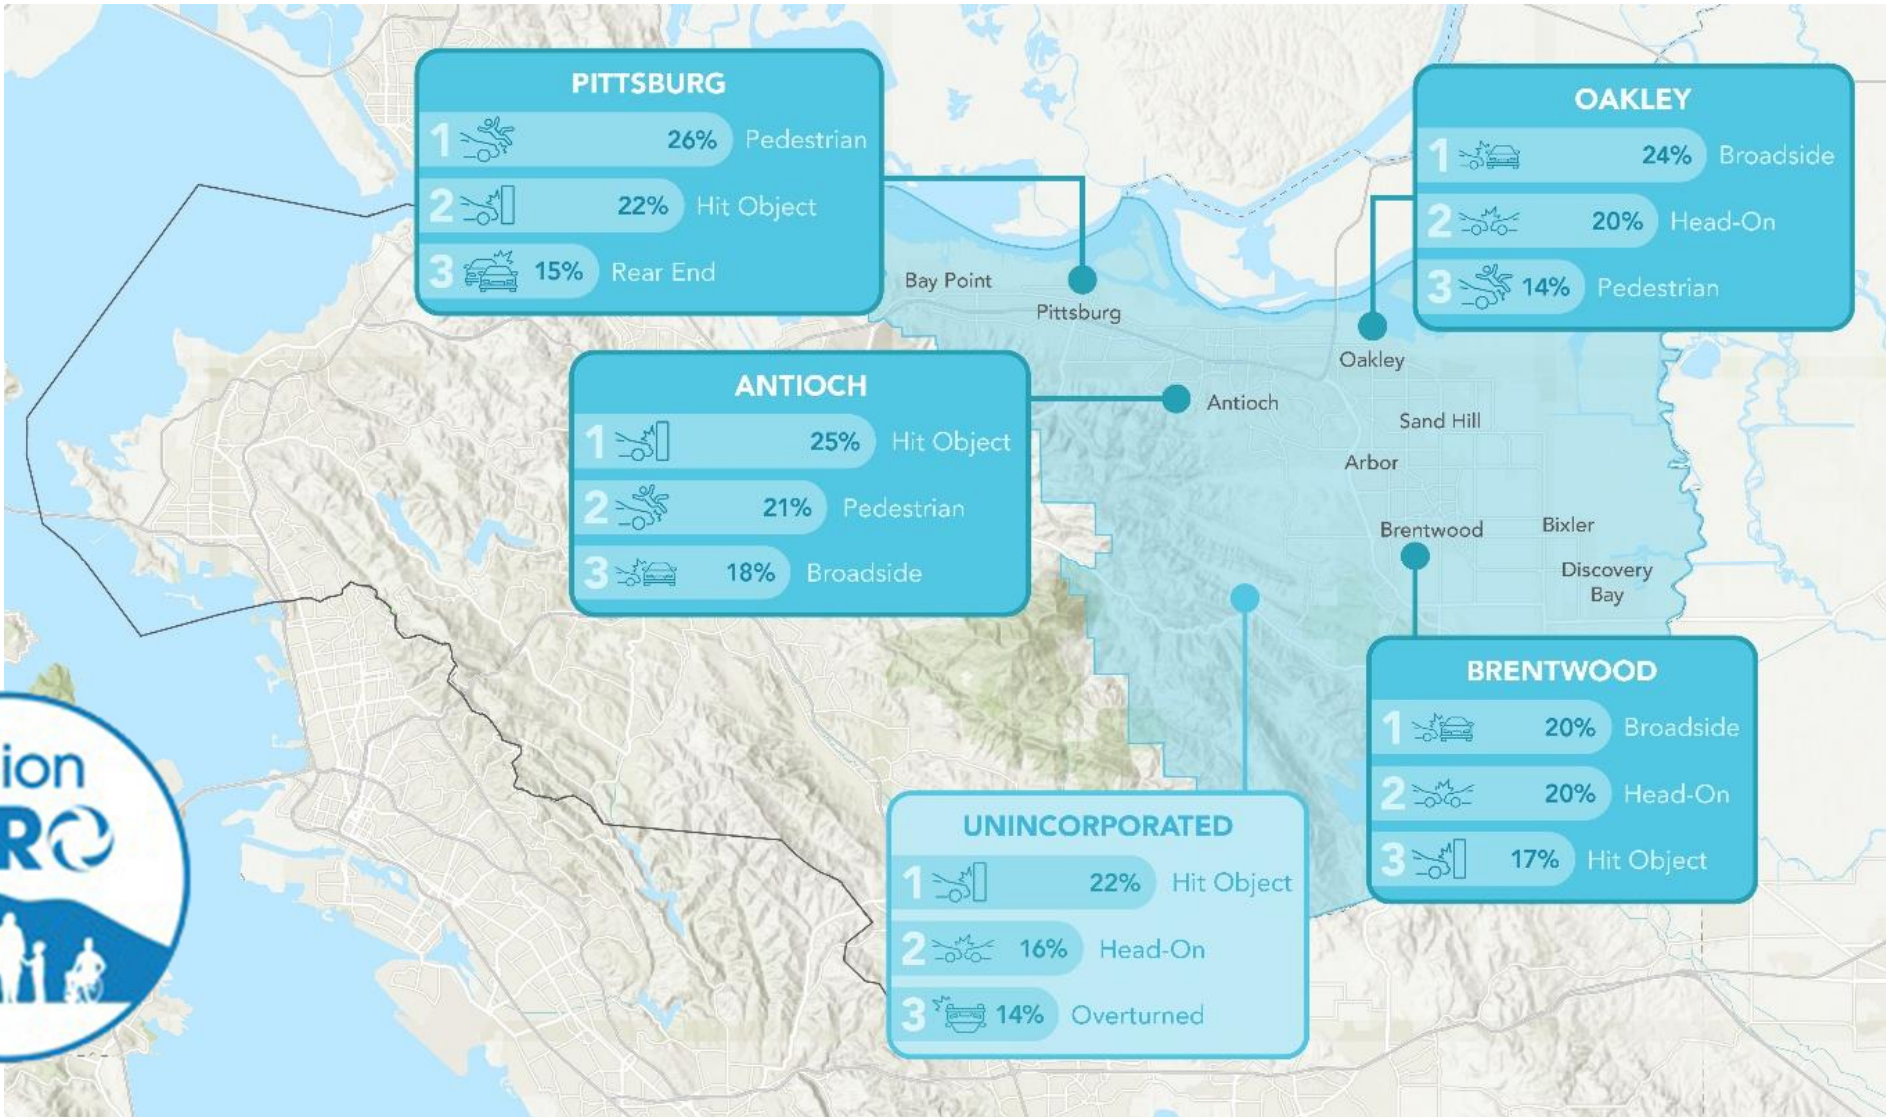 PITTSBURG
1 26% Pedestrian
2 22% Hit Object
3 15% Rear End
OAKLEY
1 24% Broadside
2 20% Head-On
3 14% Pedestrian
Bay Point
Pittsburg
Oakley
ANTIOCH
1 25% Hit Object
2 21% Pedestrian
3 18% Broadside
Antioch
Sand Hill
Arbor
Brentwood
Bixler
Discovery
Bay
BRENTWOOD
1 20% Broadside
2 20% Head-On
3 17% Hit Object
UNINCORPORATED
1 22% Hit Object
2 16% Head-On
3 14% Overturned
ion
RO